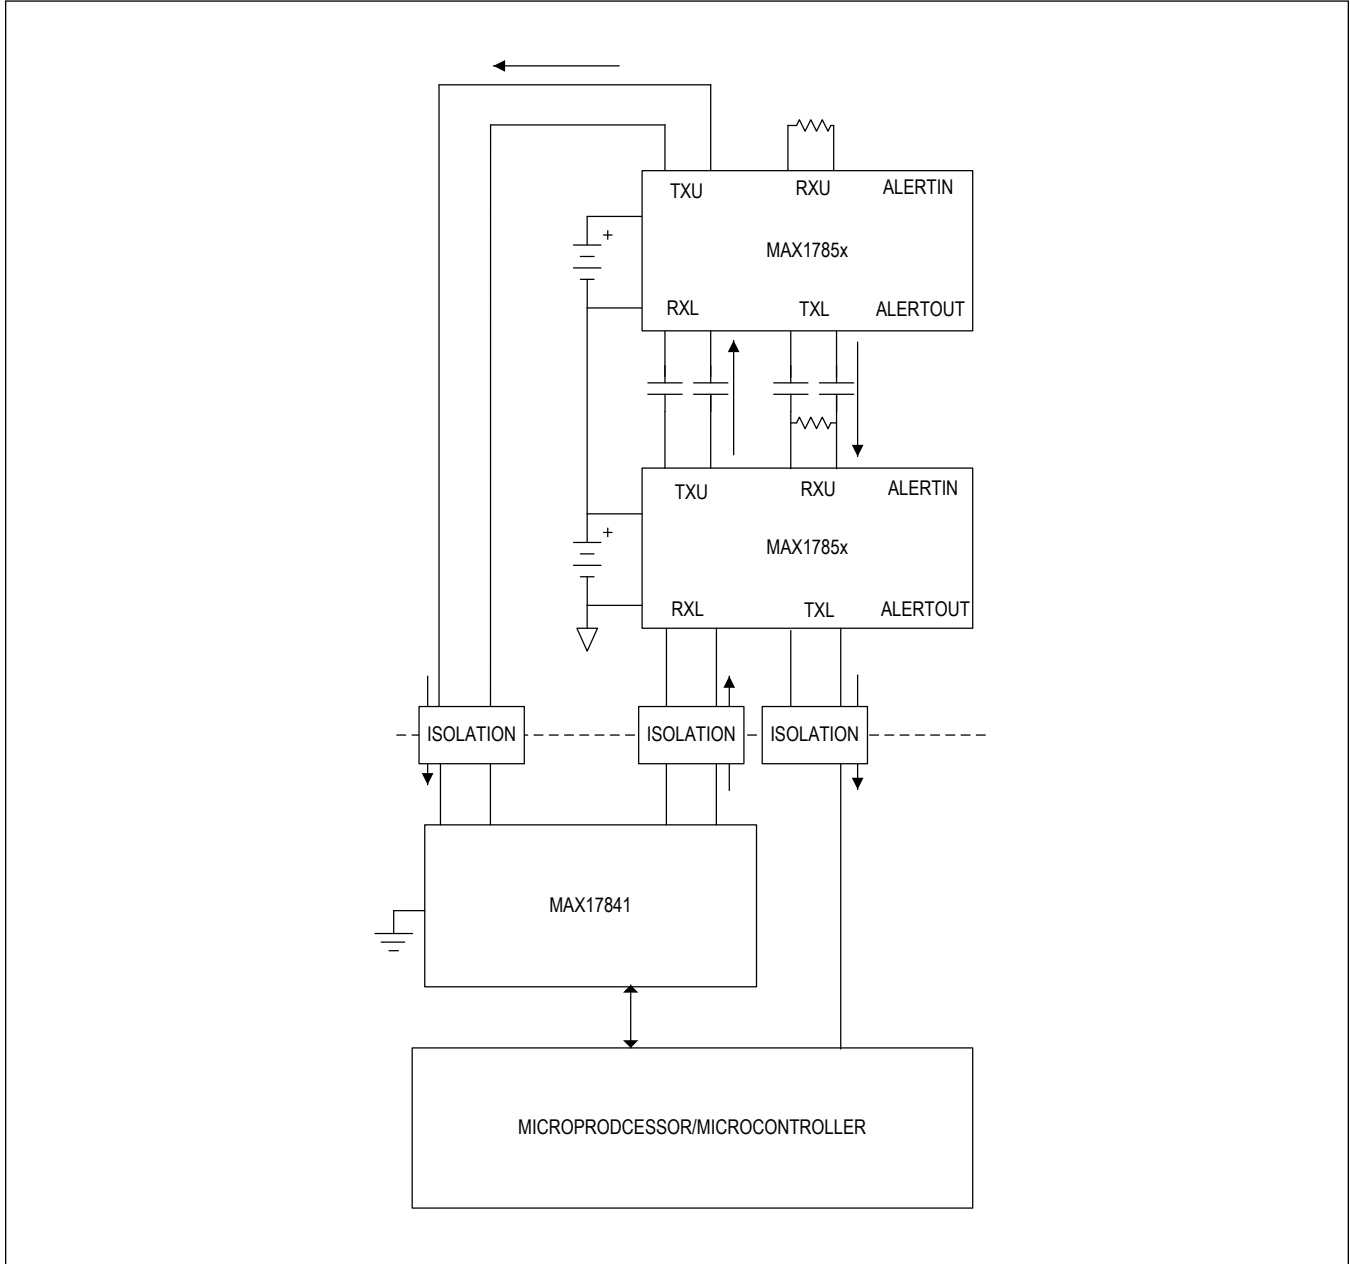 TXU RXU ALERTIN
+
MAX1785x
RXL TXL ALERTOUT
TXU RXU ALERTIN
+
MAX1785x
RXL TXL ALERTOUT
ISOLATION ISOLATION ISOLATION
MAX17841
MICROPRODCESSOR/MICROCONTROLLER